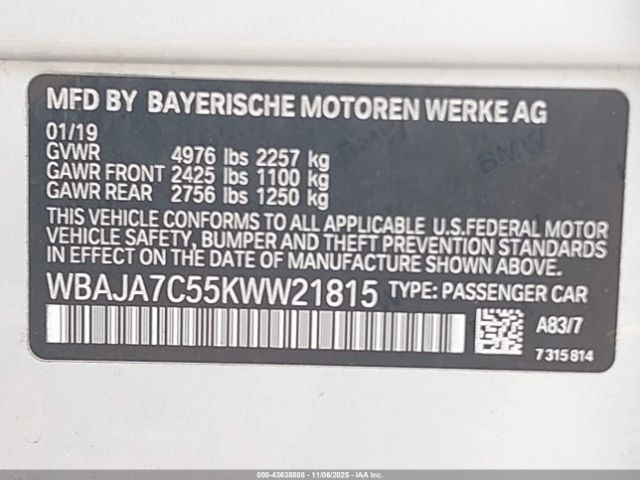 MFD BY BAYERISCHE MOTOREN WERKE AG
01/19
GVWR 4976 lbs 2257 kg
GAWR FRONT 2425 lbs 1100 kg
GAWR REAR 2756 lbs 1250 kg
THIS VEHICLE CONFORMS TO ALL APPLICABLE U.S.FEDERAL MOTOR
VEHICLE SAFETY, BUMPER AND THEFT PREVENTION STANDARDS
IN EFFECT ON THE DATE OF MANUFACTURE SHOWN ABOVE.
WBAJA7C55KWW21815 TYPE: PASSENGER CAR
A83/7
7 315 814
BMW
000-43638808 - 11/06/2025 - COPYRIGHT IAA, LLC.